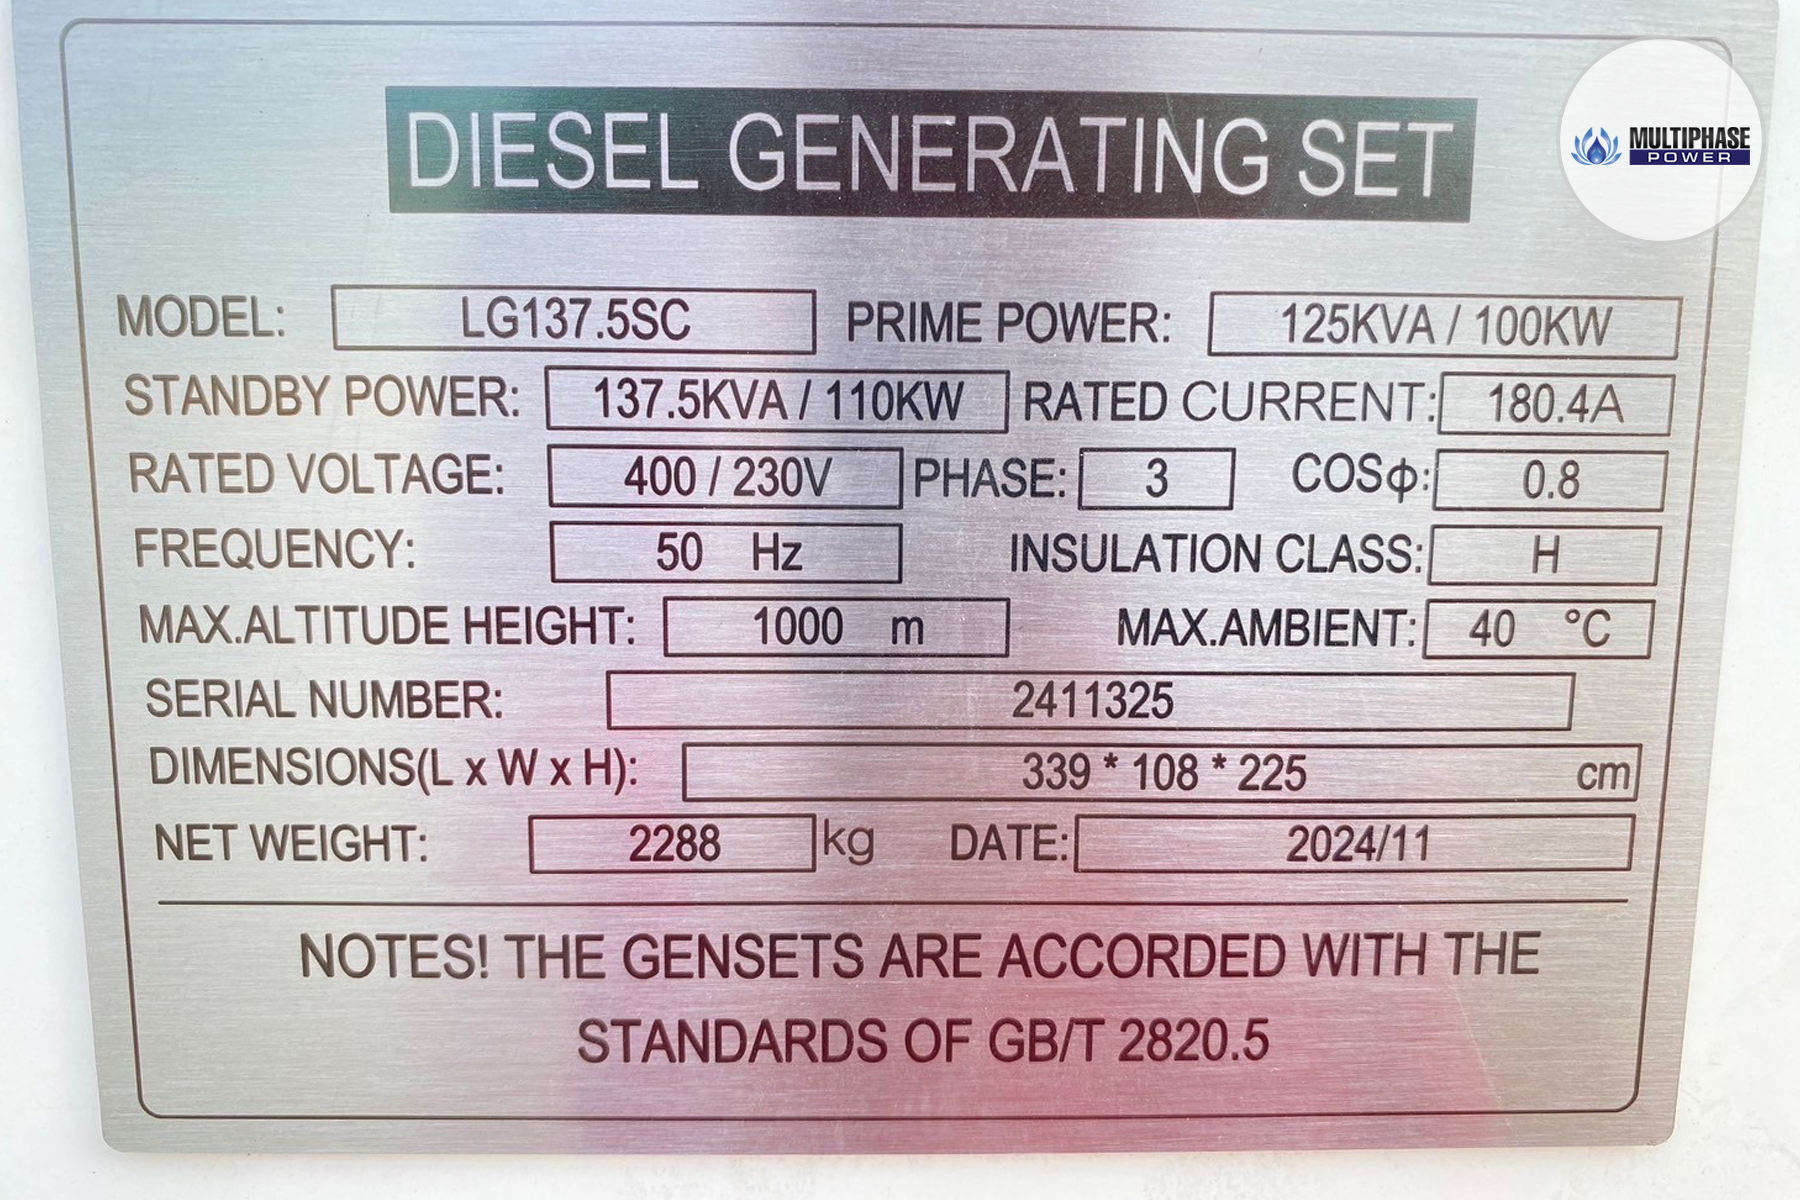 DIESEL GENERATING SET
MULTIPHASE
POWER
MODEL: LG137.5SC PRIME POWER: 125KVA / 100KW
STANDBY POWER: 137.5KVA / 110KW RATED CURRENT: 180.4A
RATED VOLTAGE: 400 / 230V PHASE: 3 COSϕ: 0.8
FREQUENCY: 50 Hz INSULATION CLASS: H
MAX.ALTITUDE HEIGHT: 1000 m MAX.AMBIENT: 40 °C
SERIAL NUMBER: 2411325
DIMENSIONS(L x W x H): 339 * 108 * 225 cm
NET WEIGHT: 2288 kg DATE: 2024/11
NOTES! THE GENSETS ARE ACCORDED WITH THE
STANDARDS OF GB/T 2820.5